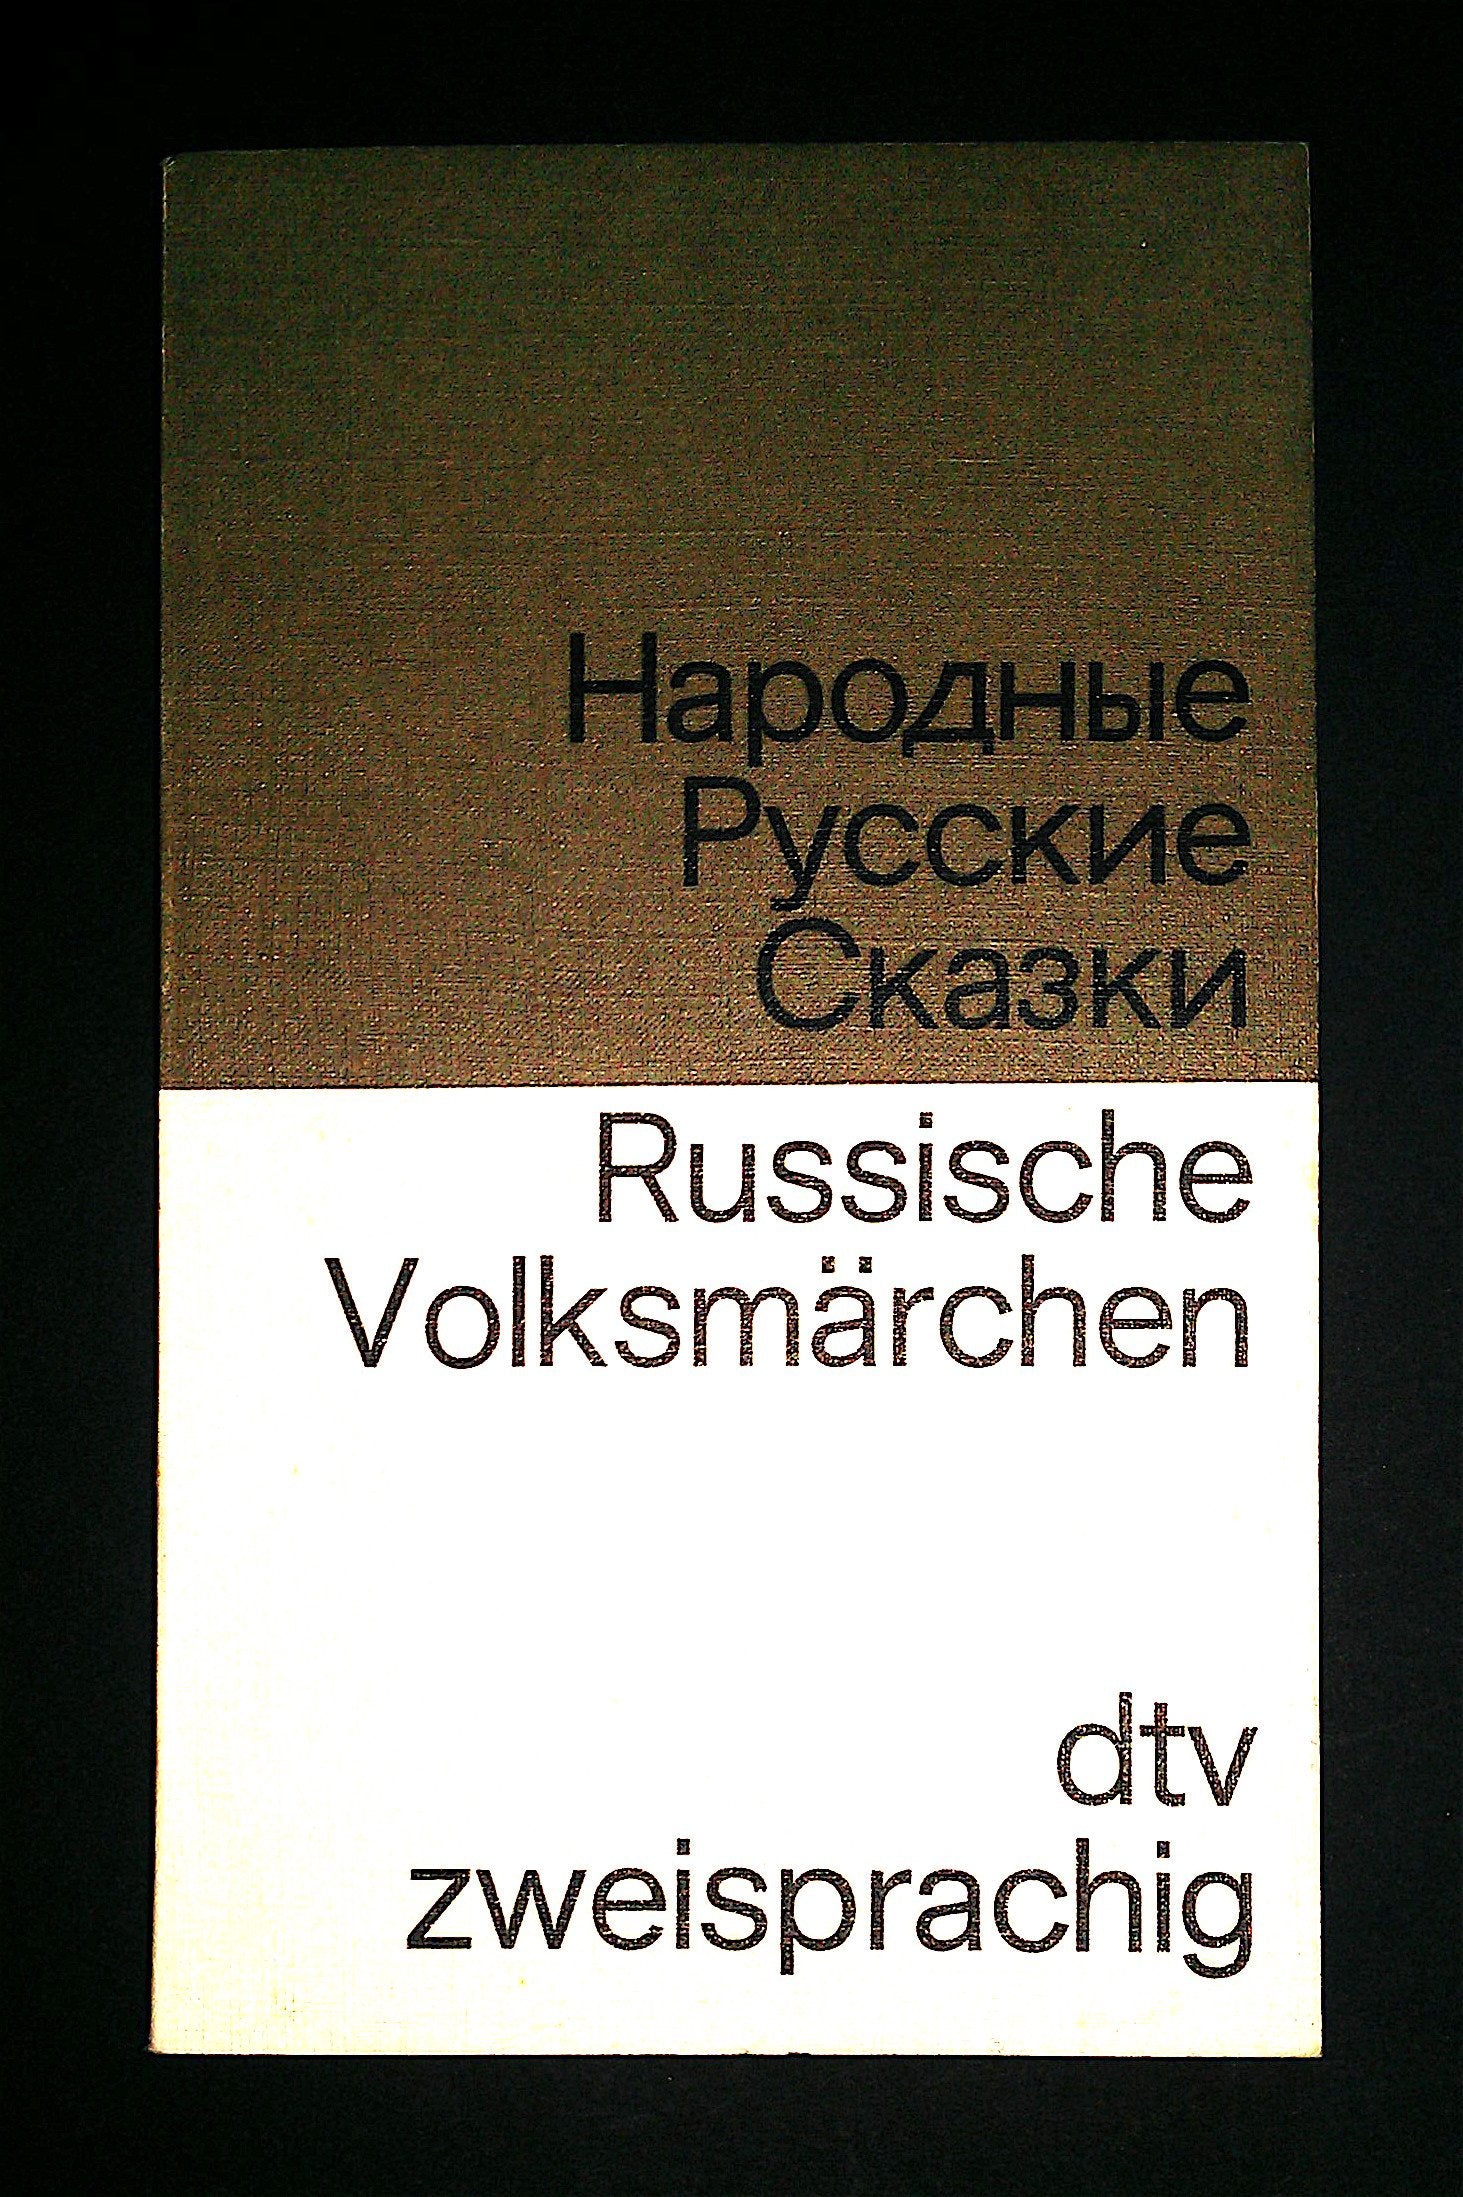 Народные
Русские
Сказки
Russische
Volksmärchen
dtv
zweisprachig